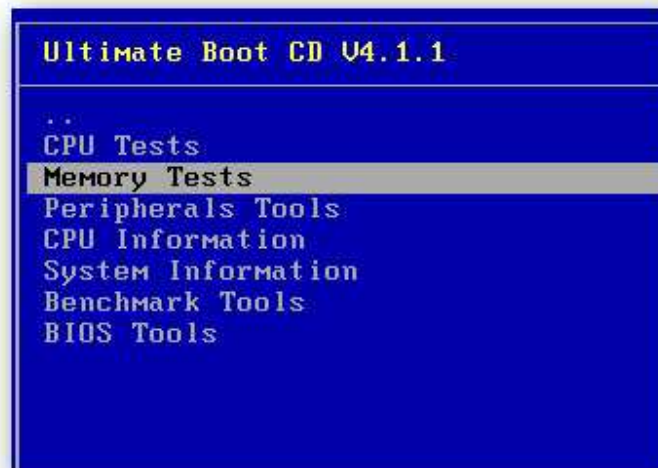 Ultimate Boot CD V4.1.1
..
CPU Tests
Memory Tests
Peripherals Tools
CPU Information
System Information
Benchmark Tools
BIOS Tools